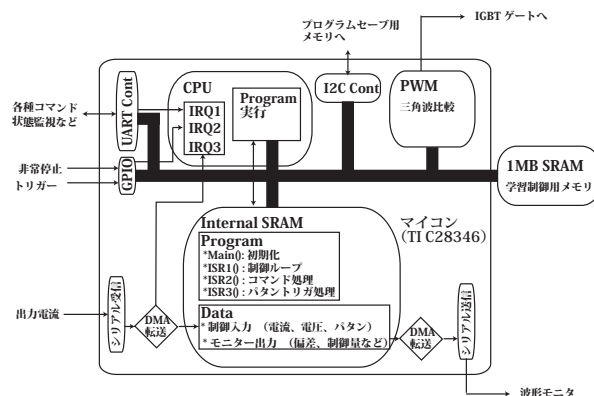 IGBT ゲートへ
プログラムセーブ用
メモリへ
CPU
I2C Cont
PWM
三角波比較
UART Cont
各種コマンド
状態監視など
IRQ1
IRQ2
IRQ3
Program
実行
非常停止
トリガー
GPIO
1MB SRAM
学習制御用メモリ
Internal SRAM
マイコン
(TI C28346)
Program
*Main(): 初期化
*ISR1() : 制御ループ
*ISR2() : コマンド処理
*ISR3() : パタントリガ処理
出力電流
シリアル受信
DMA
転送
Data
* 制御入力 （電流、電圧、パタン）
* モニター出力 （偏差、制御量など）
DMA
転送
シリアル送信
波形モニタ